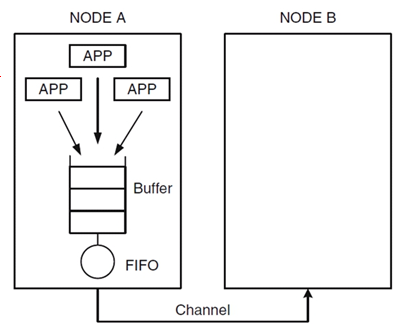 NODE A
NODE B
APP
APP
APP
Buffer
FIFO
Channel